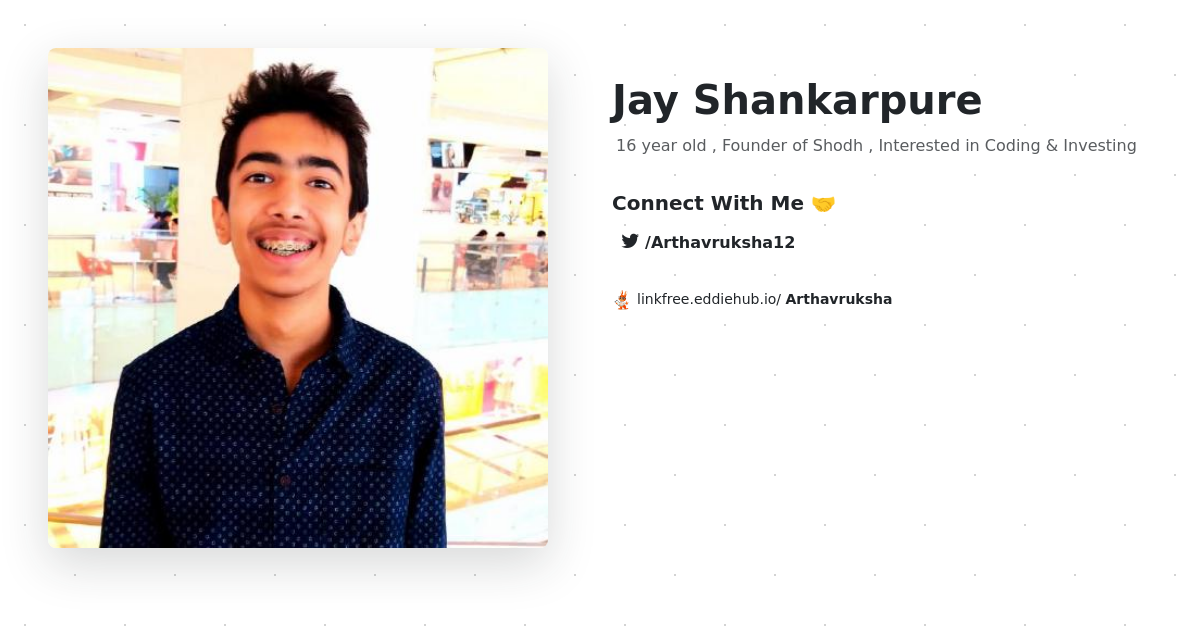 Jay Shankarpure
16 year old , Founder of Shodh , Interested in Coding & Investing
Connect With Me 🤝
/Arthavruksha12
linkfree.eddiehub.io/ Arthavruksha